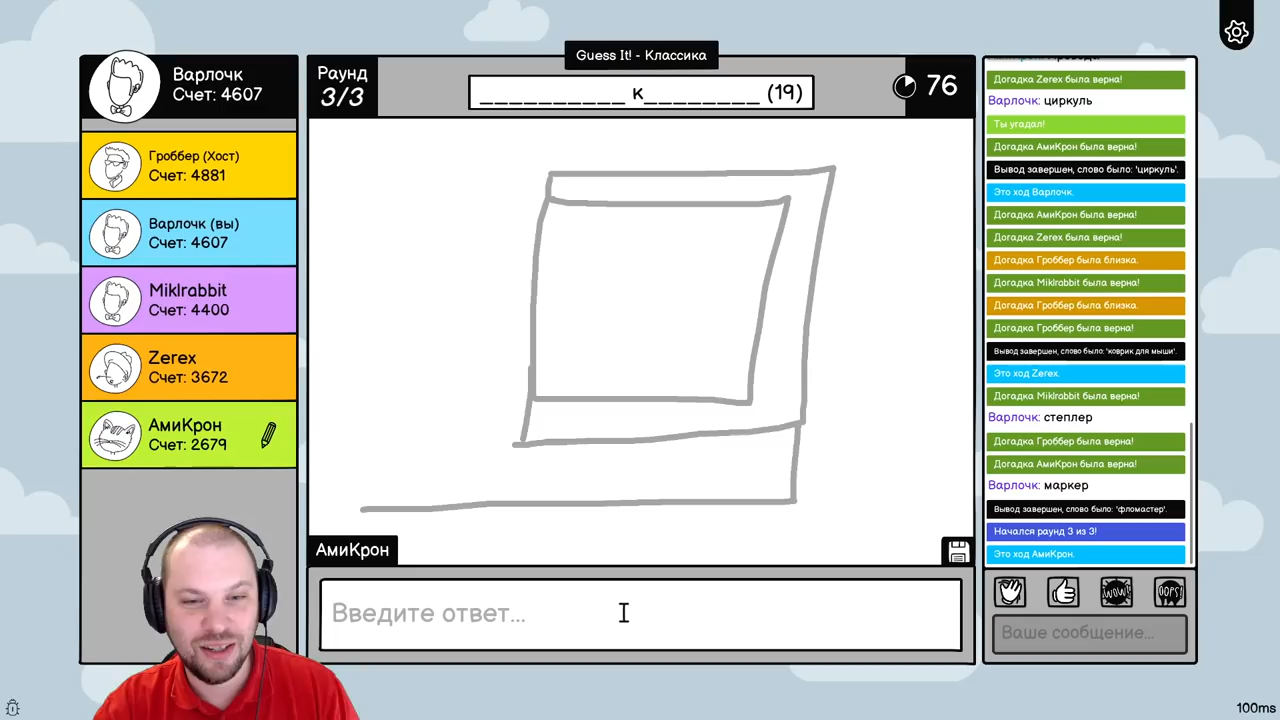 Guess It! - Классика
Варлочк
Счет: 4607
Раунд
3/3
__________ к________ (19)
76
Гроббер (Хост)
Счет: 4881
Варлочк (вы)
Счет: 4607
Miklrabbit
Счет: 4400
Zerex
Счет: 3672
АмиКрон
Счет: 2679
АмиКрон
Введите ответ...
Догадка Zerex была верна!
Варлочк: циркуль
Ты угадал!
Догадка АмиКрон была верна!
Вывод завершен, слово было: 'циркуль'.
Это ход Варлочк.
Догадка АмиКрон была верна!
Догадка Zerex была верна!
Догадка Гроббер была близка.
Догадка Miklrabbit была верна!
Догадка Гроббер была близка.
Догадка Гроббер была верна!
Вывод завершен, слово было: 'коврик для мыши'.
Это ход Zerex.
Догадка Miklrabbit была верна!
Варлочк: степлер
Догадка Гроббер была верна!
Догадка АмиКрон была верна!
Варлочк: маркер
Вывод завершен, слово было: 'фломастер'.
Начался раунд 3 из 3!
Это ход АмиКрон.
WOW!
OOPS!
Ваше сообщение...
100ms